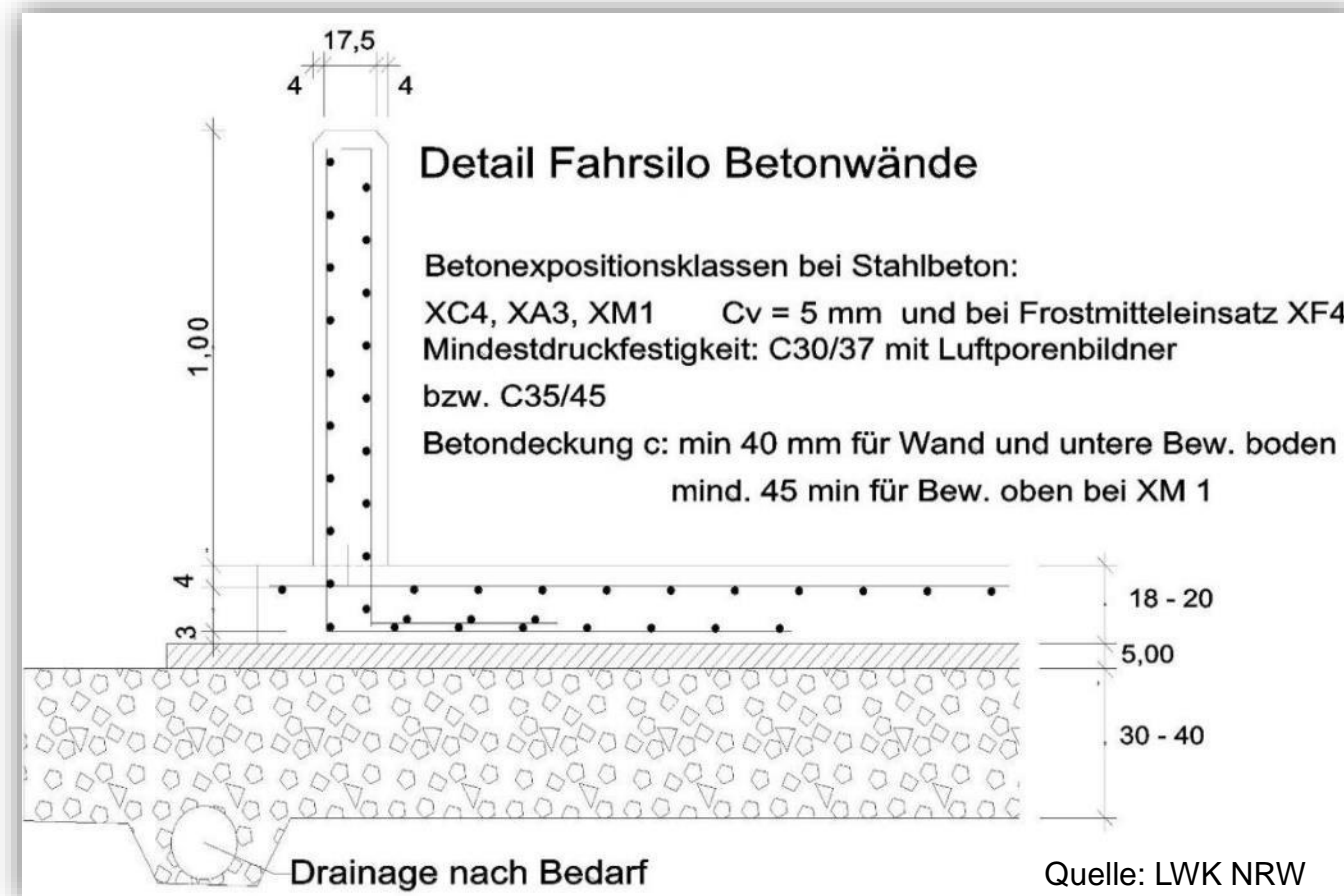 17,5
4 4
Detail Fahrsilo Betonwände
Betonexpositionsklassen bei Stahlbeton:
XC4, XA3, XM1 Cv = 5 mm und bei Frostmitteleinsatz XF4
Mindestdruckfestigkeit: C30/37 mit Luftporenbildner
bzw. C35/45
Betondeckung c: min 40 mm für Wand und untere Bew. boden
mind. 45 min für Bew. oben bei XM 1
1,00
4
3
18 - 20
5,00
30 - 40
Drainage nach Bedarf
Quelle: LWK NRW